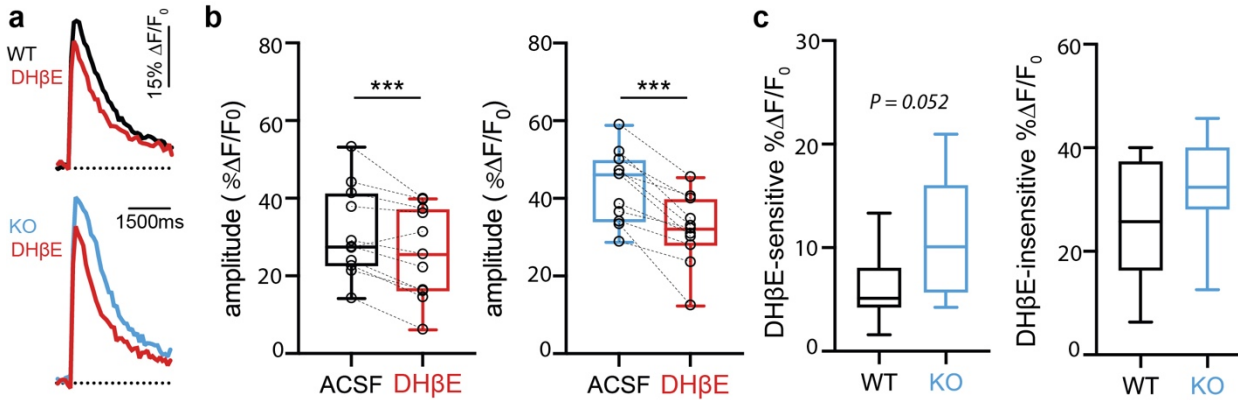 a
WT
DHβE
15% ΔF/F0
KO
DHβE
1500ms
b
amplitude (%ΔF/F0)
80
60
40
20
0
***
ACSF
DHβE
amplitude (%ΔF/F0)
80
60
40
20
0
***
ACSF
DHβE
c
DHβE-sensitive %ΔF/F0
30
20
10
0
P = 0.052
WT
KO
DHβE-insensitive %ΔF/F0
60
40
20
0
WT
KO